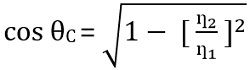 cos θC = √1 − [η2/η1]²